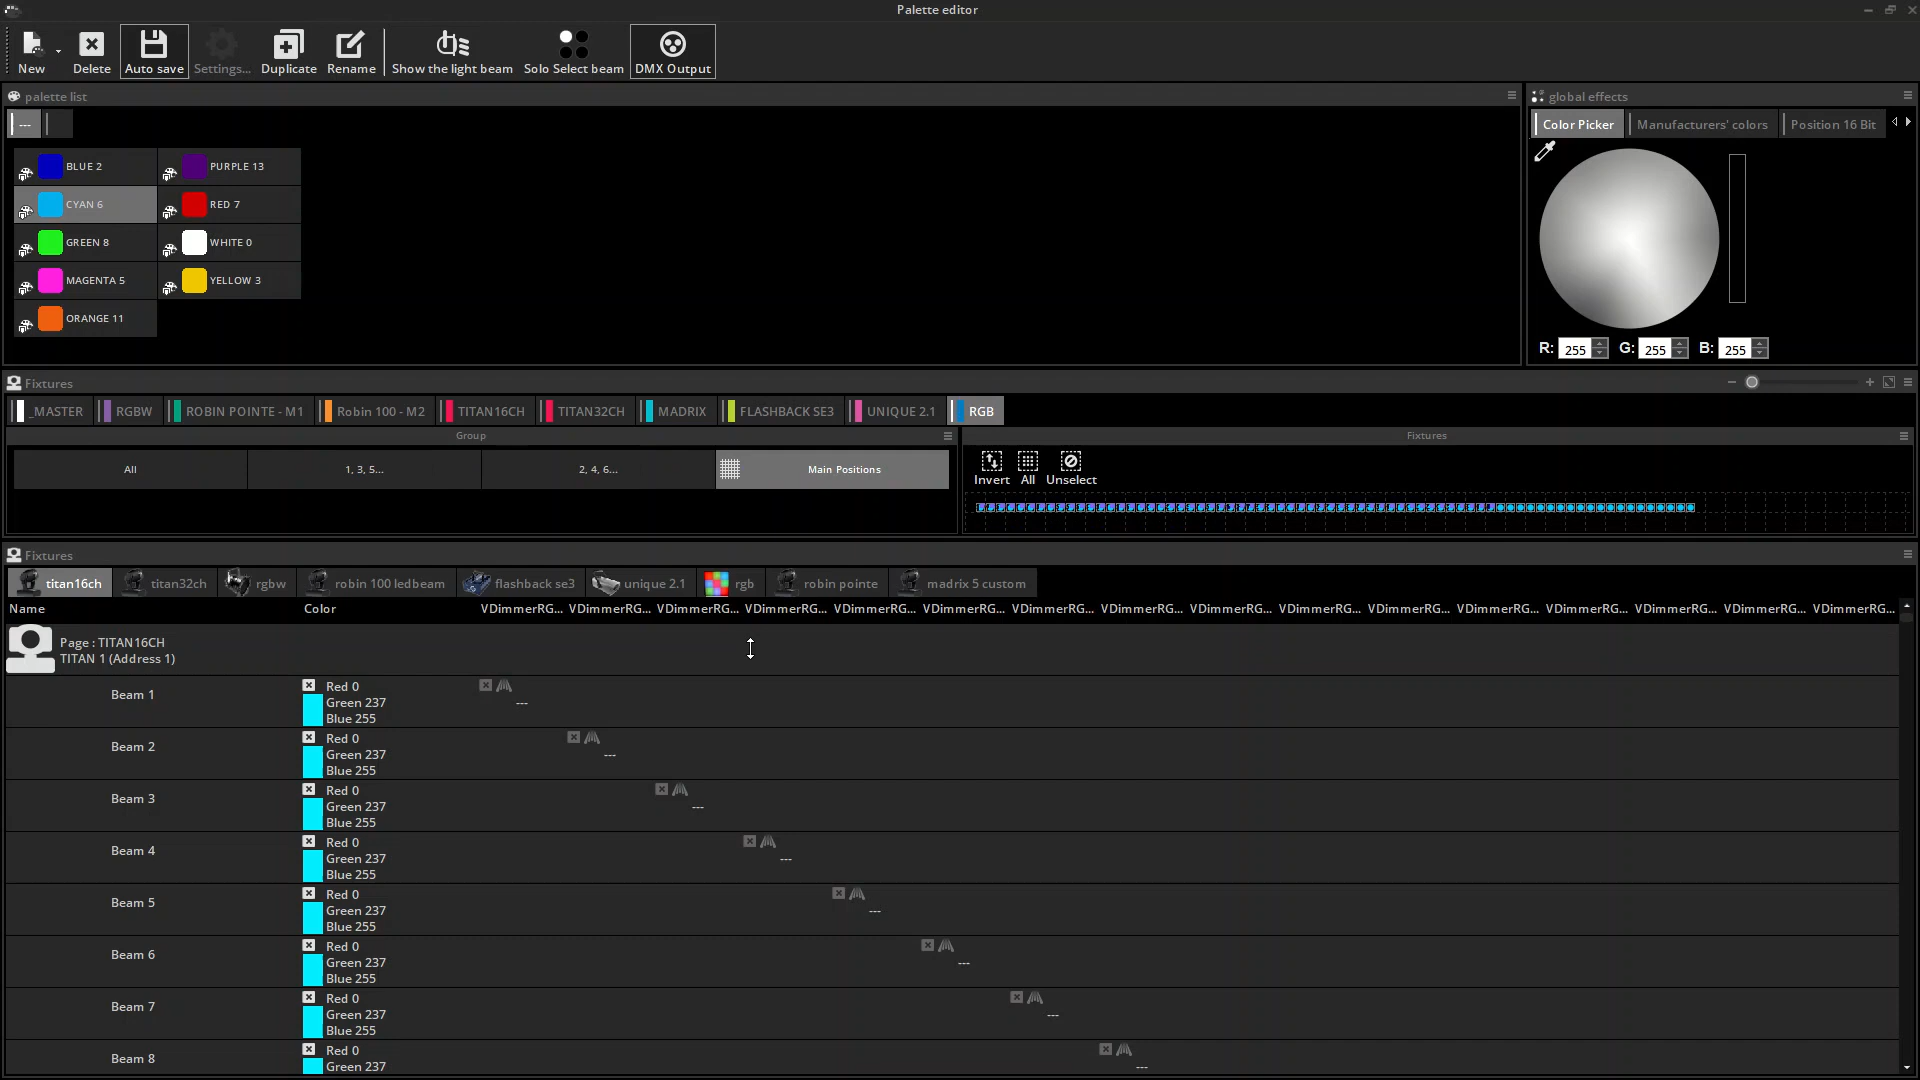 Palette editor
New
Delete
Auto save
Settings...
Duplicate
Rename
Show the light beam
Solo Select beam
DMX Output
palette list
---
BLUE 2
PURPLE 13
CYAN 6
RED 7
GREEN 8
WHITE 0
MAGENTA 5
YELLOW 3
ORANGE 11
global effects
Color Picker
Manufacturers' colors
Position 16 Bit
R: 255 G: 255 B: 255
Fixtures
_MASTER
RGBW
ROBIN POINTE - M1
Robin 100 - M2
TITAN16CH
TITAN32CH
MADRIX
FLASHBACK SE3
UNIQUE 2.1
RGB
Group
All
1, 3, 5...
2, 4, 6...
Main Positions
Fixtures
Invert
All
Unselect
Fixtures
titan16ch
titan32ch
rgbw
robin 100 ledbeam
flashback se3
unique 2.1
rgb
robin pointe
madrix 5 custom
Name Color VDimmerRG... VDimmerRG... VDimmerRG... VDimmerRG... VDimmerRG... VDimmerRG... VDimmerRG... VDimmerRG... VDimmerRG... VDimmerRG... VDimmerRG... VDimmerRG... VDimmerRG... VDimmerRG... VDimmerRG... VDimmerRG...
Page : TITAN16CH
TITAN 1 (Address 1)
Beam 1
Red 0
Green 237
Blue 255
---
Beam 2
Red 0
Green 237
Blue 255
---
Beam 3
Red 0
Green 237
Blue 255
---
Beam 4
Red 0
Green 237
Blue 255
---
Beam 5
Red 0
Green 237
Blue 255
---
Beam 6
Red 0
Green 237
Blue 255
---
Beam 7
Red 0
Green 237
Blue 255
---
Beam 8
Red 0
Green 237
---